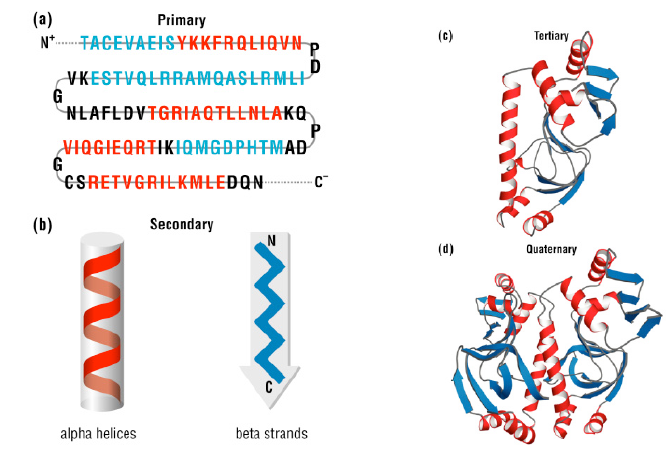 (a) Primary
N+ TACEVAEISYKKFRQLIQVN
P
D
VKESTVQLRRAMQASLRMLI
G
NLAFLDVTGRIAQTLLNLAKQ
P
VIQGIEQRTIKIQMGDPHTMAD
G
CSRETVGRILKMLEDQN C−
(b) Secondary
N
C
alpha helices
beta strands
(c) Tertiary
(d) Quaternary